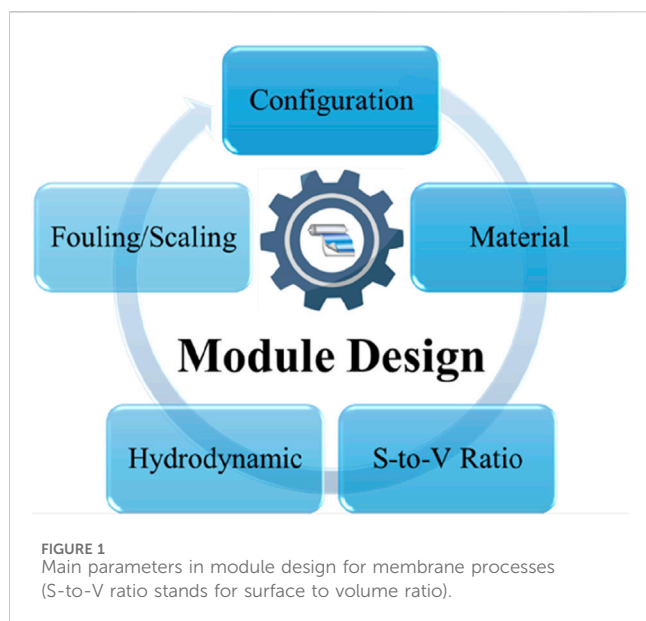 Configuration
Fouling/Scaling
Material
Module Design
Hydrodynamic
S-to-V Ratio
FIGURE 1
Main parameters in module design for membrane processes
(S-to-V ratio stands for surface to volume ratio).